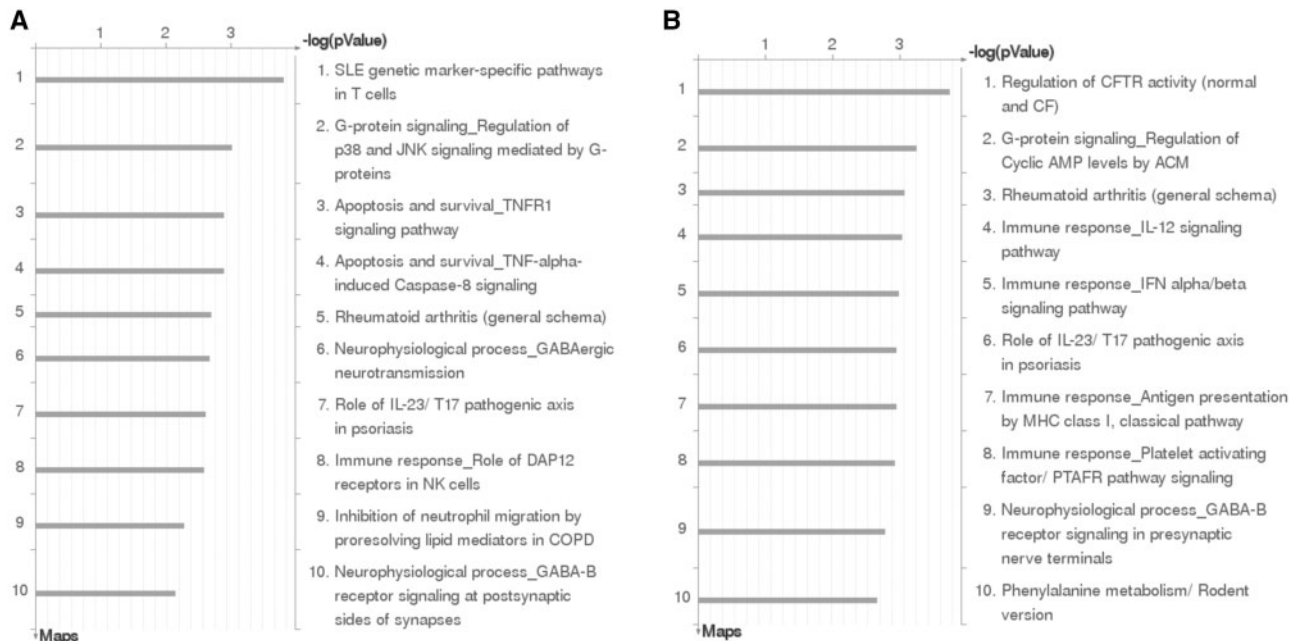 A
1 2 3
-log(pValue)
1
2
3
4
5
6
7
8
9
10
Maps
1. SLE genetic marker-specific pathways
in T cells
2. G-protein signaling_Regulation of
p38 and JNK signaling mediated by G-
proteins
3. Apoptosis and survival_TNFR1
signaling pathway
4. Apoptosis and survival_TNF-alpha-
induced Caspase-8 signaling
5. Rheumatoid arthritis (general schema)
6. Neurophysiological process_GABAergic
neurotransmission
7. Role of IL-23/ T17 pathogenic axis
in psoriasis
8. Immune response_Role of DAP12
receptors in NK cells
9. Inhibition of neutrophil migration by
proresolving lipid mediators in COPD
10. Neurophysiological process_GABA-B
receptor signaling at postsynaptic
sides of synapses
B
1 2 3
-log(pValue)
1
2
3
4
5
6
7
8
9
10
Maps
1. Regulation of CFTR activity (normal
and CF)
2. G-protein signaling_Regulation of
Cyclic AMP levels by ACM
3. Rheumatoid arthritis (general schema)
4. Immune response_IL-12 signaling
pathway
5. Immune response_IFN alpha/beta
signaling pathway
6. Role of IL-23/ T17 pathogenic axis
in psoriasis
7. Immune response_Antigen presentation
by MHC class I, classical pathway
8. Immune response_Platelet activating
factor/ PTAFR pathway signaling
9. Neurophysiological process_GABA-B
receptor signaling in presynaptic
nerve terminals
10. Phenylalanine metabolism/ Rodent
version